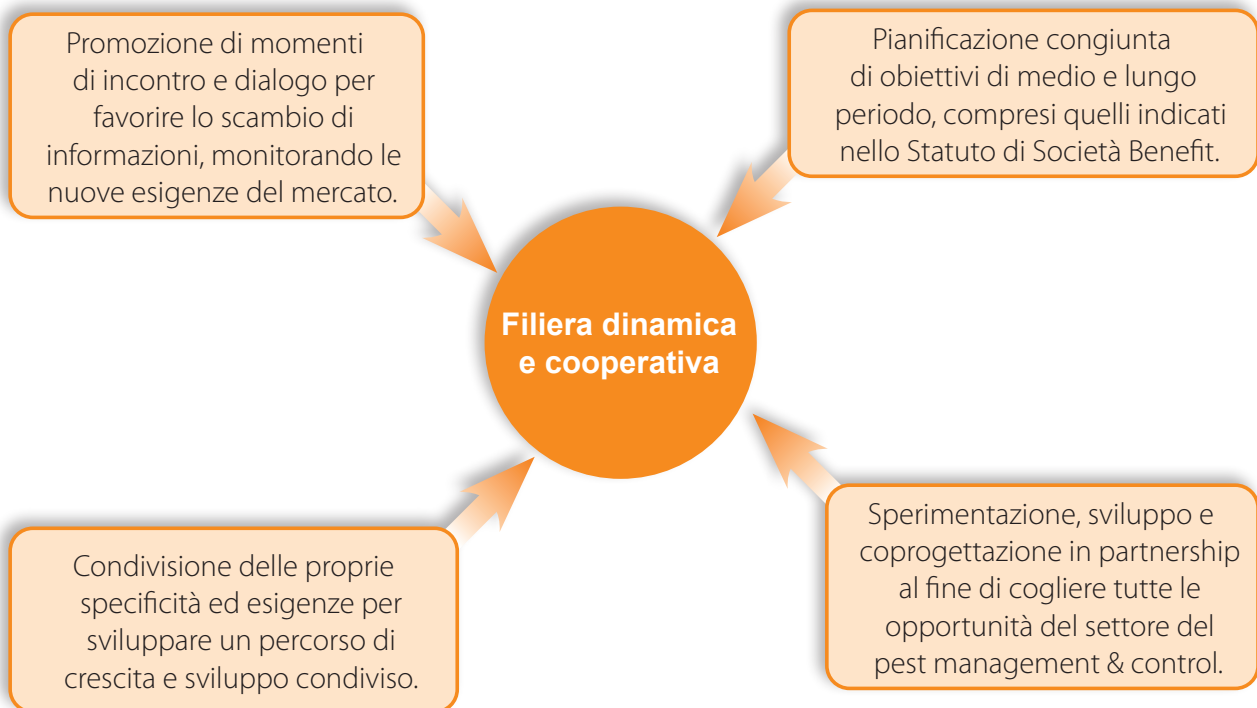 Promozione di momenti
di incontro e dialogo per
favorire lo scambio di
informazioni, monitorando le
nuove esigenze del mercato.
Pianificazione congiunta
di obiettivi di medio e lungo
periodo, compresi quelli indicati
nello Statuto di Società Benefit.
Filiera dinamica
e cooperativa
Condivisione delle proprie
specificità ed esigenze per
sviluppare un percorso di
crescita e sviluppo condiviso.
Sperimentazione, sviluppo e
coprogettazione in partnership
al fine di cogliere tutte le
opportunità del settore del
pest management & control.